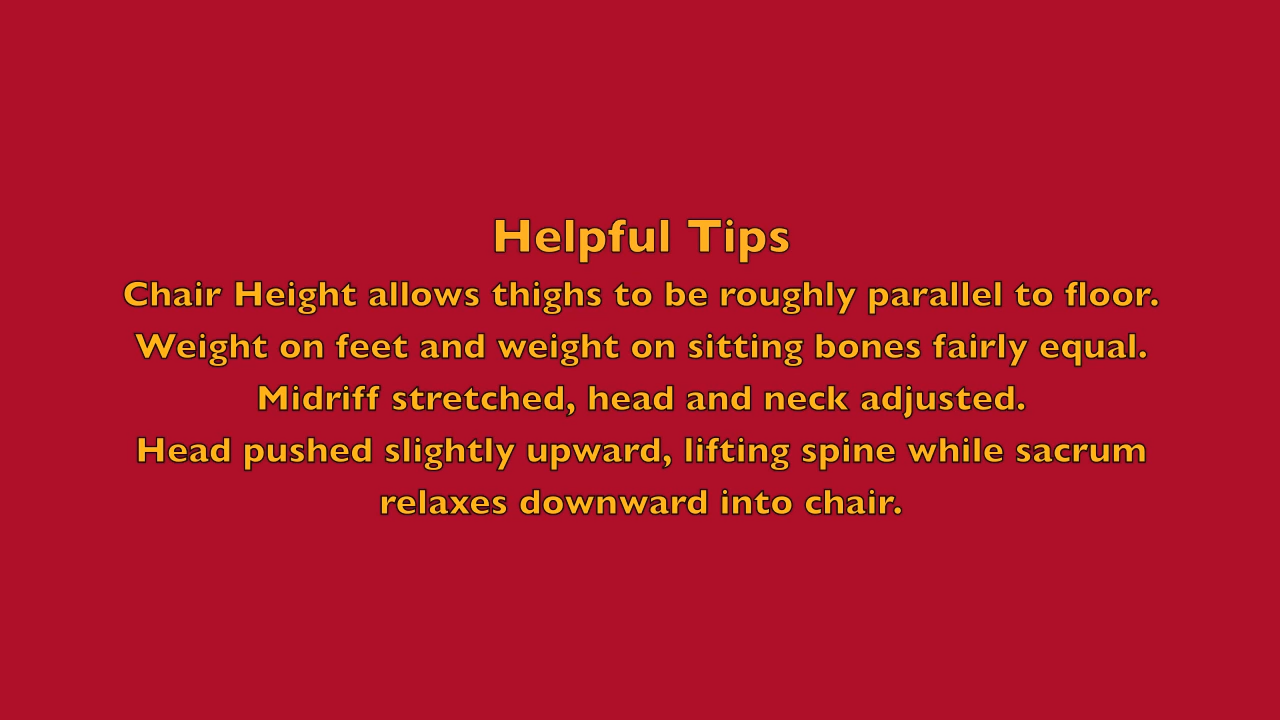 Helpful Tips
Chair Height allows thighs to be roughly parallel to floor.
Weight on feet and weight on sitting bones fairly equal.
Midriff stretched, head and neck adjusted.
Head pushed slightly upward, lifting spine while sacrum
relaxes downward into chair.